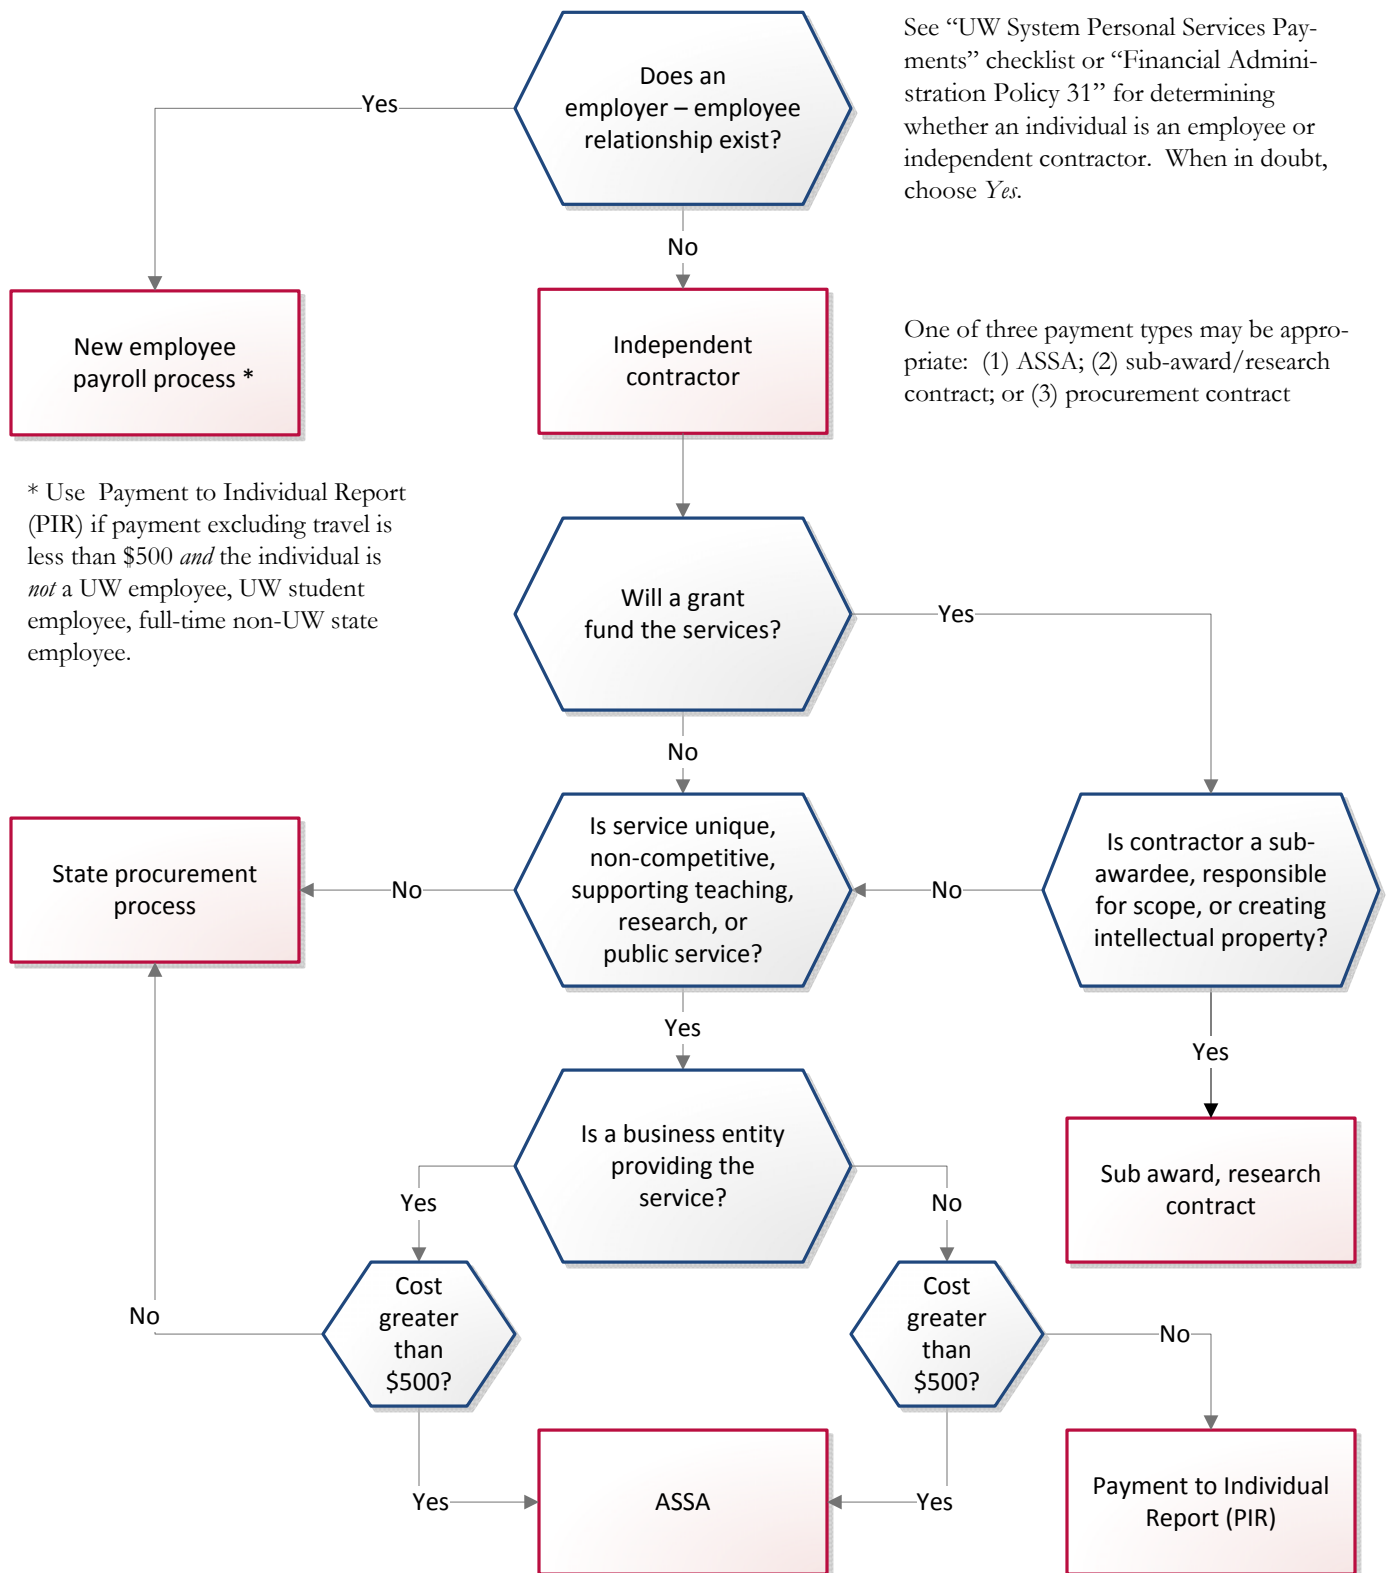 Does an
employer – employee
relationship exist?
See “UW System Personal Services Pay-
ments” checklist or “Financial Admini-
stration Policy 31” for determining
whether an individual is an employee or
independent contractor.  When in doubt,
choose Yes.
Yes
No
New employee
payroll process *
Independent
contractor
One of three payment types may be appro-
priate:  (1) ASSA; (2) sub-award/research
contract; or (3) procurement contract
* Use  Payment to Individual Report
(PIR) if payment excluding travel is
less than $500 and the individual is
not a UW employee, UW student
employee, full-time non-UW state
employee.
Will a grant
fund the services?
Yes
No
State procurement
process
No
Is service unique,
non-competitive,
supporting teaching,
research, or
public service?
No
Is contractor a sub-
awardee, responsible
for scope, or creating
intellectual property?
Yes
Yes
Is a business entity
providing the
service?
Sub award, research
contract
Yes
No
Cost
greater
than
$500?
Cost
greater
than
$500?
No
No
Yes
ASSA
Yes
Payment to Individual
Report (PIR)